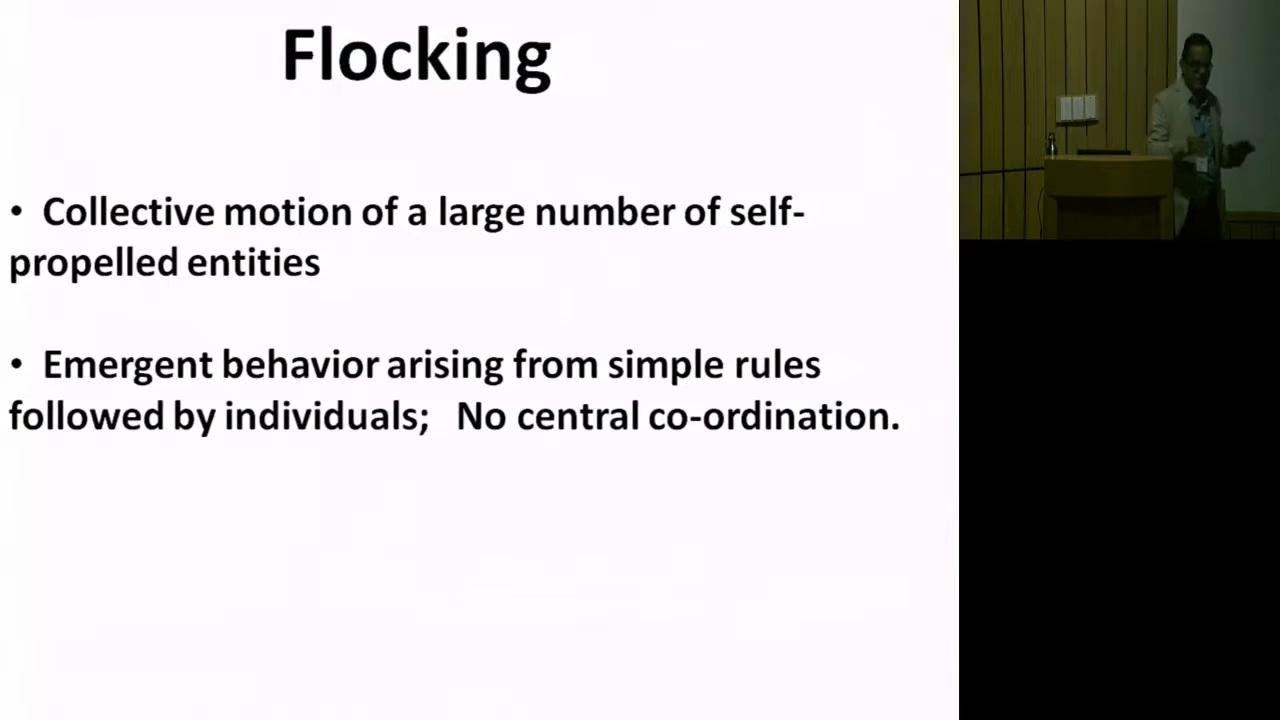 Flocking
• Collective motion of a large number of self-
propelled entities
• Emergent behavior arising from simple rules
followed by individuals; No central co-ordination.